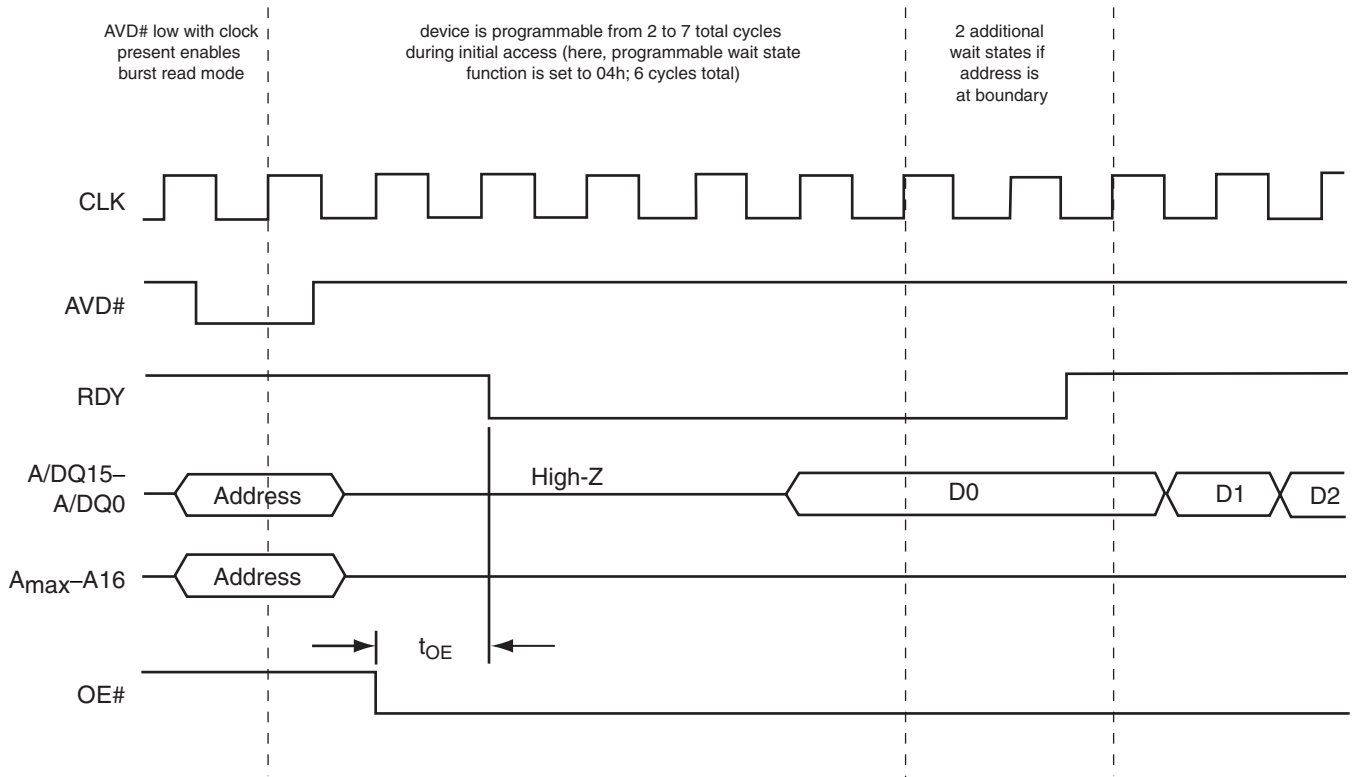 AVD# low with clock
present enables
burst read mode
device is programmable from 2 to 7 total cycles
during initial access (here, programmable wait state
function is set to 04h; 6 cycles total)
2 additional
wait states if
address is
at boundary
CLK
AVD#
RDY
A/DQ15–
A/DQ0
Address
High-Z
D0
D1
D2
Amax–A16
Address
tOE
OE#